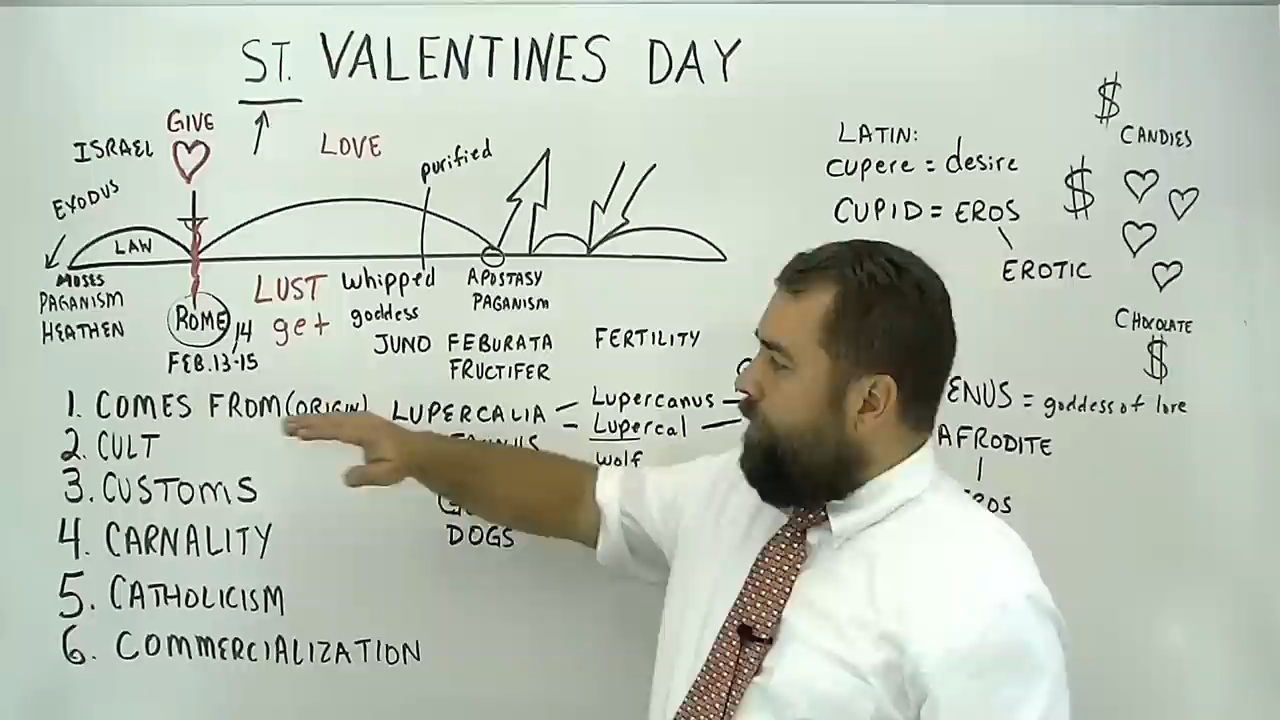 ST. VALENTINES DAY
GIVE
ISRAEL
LOVE
EXODUS
purified
LAW
MOSES
PAGANISM
HEATHEN
ROME
14
FEB. 13-15
LUST
get
whipped
goddess
APOSTASY
PAGANISM
JUNO FEBURATA
FRUCTIFER
FERTILITY
LATIN:
cupere = desire
CUPID = EROS
EROTIC
$
CANDIES
$
CHOCOLATE
$
1. COMES FROM (ORIGIN)
2. CULT
3. CUSTOMS
4. CARNALITY
5. CATHOLICISM
6. COMMERCIALIZATION
LUPERCALIA = Lupercanus
Lupercal
wolf
DOGS
ENUS = goddess of love
AFRODITE